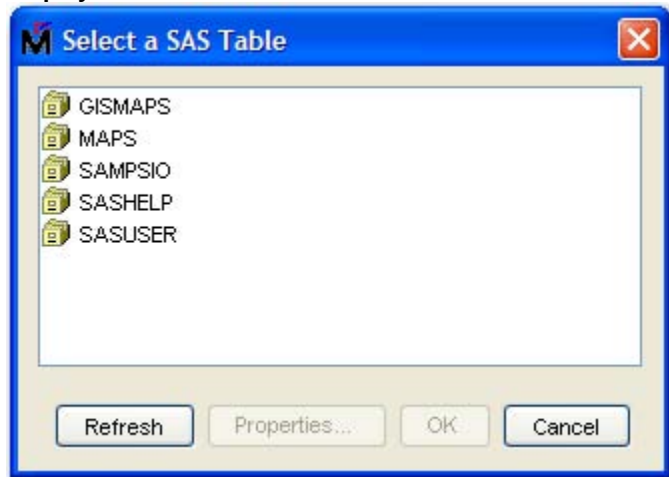 Select a SAS Table
GISMAPS
MAPS
SAMPSIO
SASHELP
SASUSER
Refresh Properties... OK Cancel